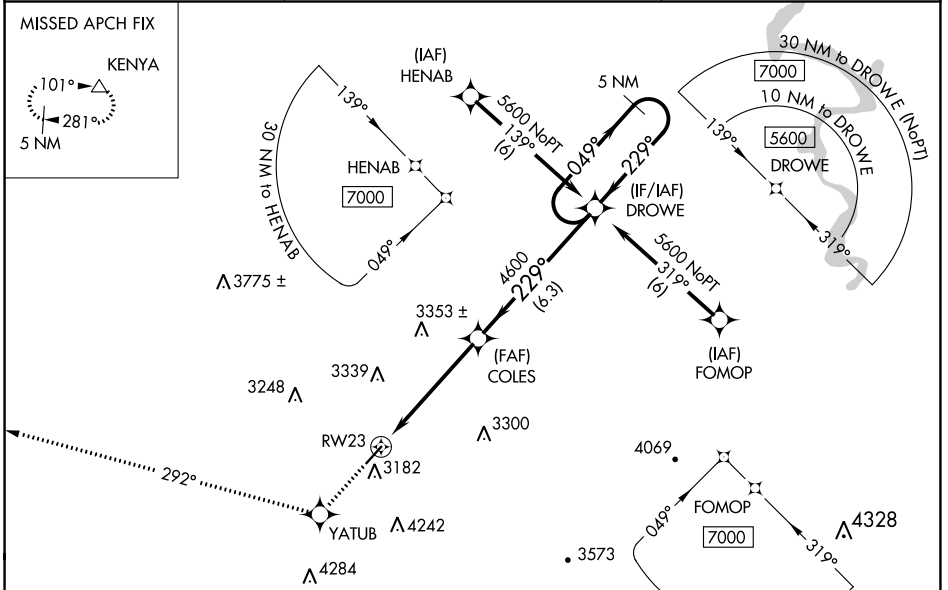 MISSED APCH FIX
KENYA
101°
281°
5 NM
(IAF)
HENAB
5600 NoPT
139°
(6)
5 NM
049°
229°
(IF/IAF)
DROWE
30 NM to DROWE (NoPT)
7000
10 NM to DROWE
5600
DROWE
139°
319°
139°
HENAB
7000
049°
30 NM to HENAB
5600 NoPT
319°
(6)
(IAF)
FOMOP
4600
229°
(6.3)
3775 ±
3353 ±
(FAF)
COLES
3339
3248
3300
RW23
3182
292°
YATUB
4242
4284
4069
FOMOP
7000
049°
319°
4328
3573